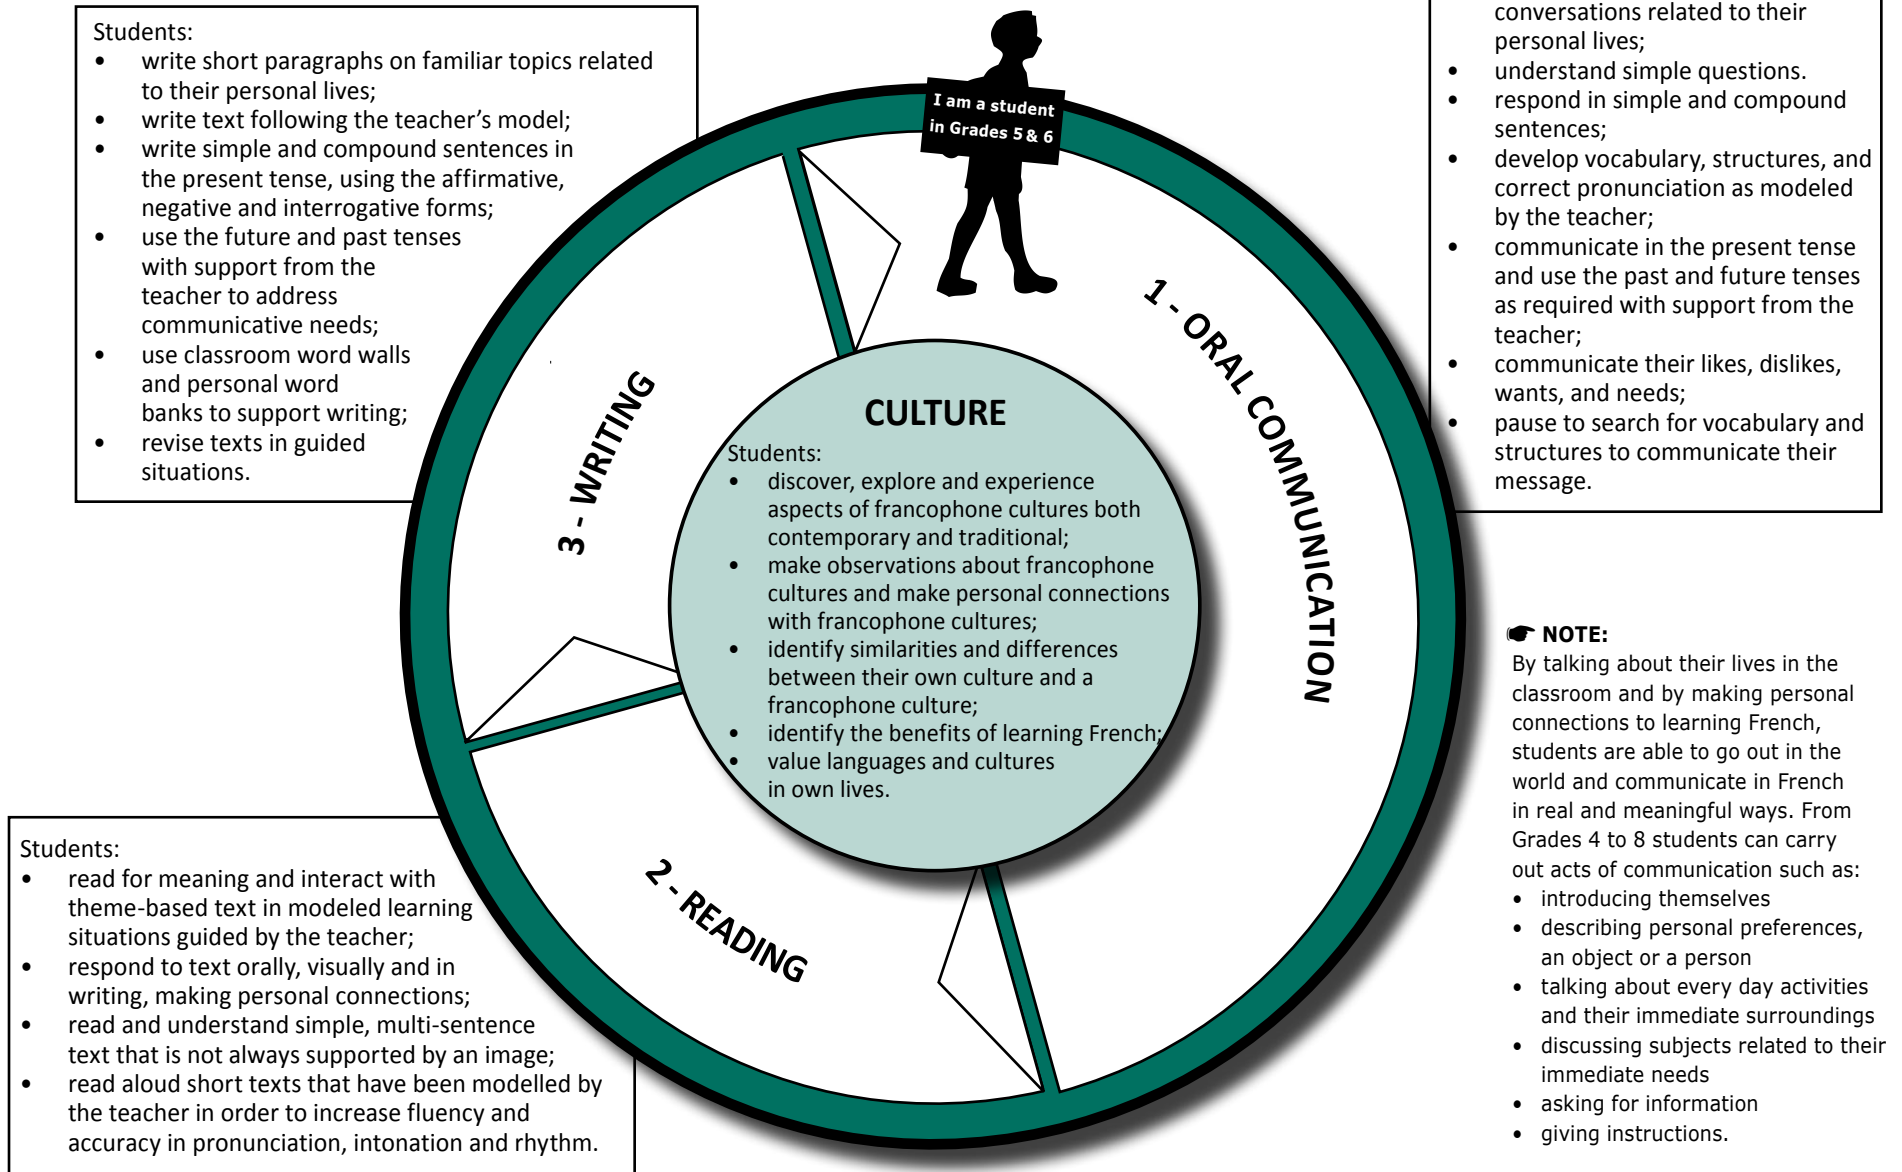 Students:
• write short paragraphs on familiar topics related
to their personal lives;
• write text following the teacher’s model;
• write simple and compound sentences in
the present tense, using the affirmative,
negative and interrogative forms;
• use the future and past tenses
with support from the
teacher to address
communicative needs;
• use classroom word walls
and personal word
banks to support writing;
• revise texts in guided
situations.
I am a student
in Grades 5 & 6
conversations related to their
personal lives;
• understand simple questions.
• respond in simple and compound
sentences;
• develop vocabulary, structures, and
correct pronunciation as modeled
by the teacher;
• communicate in the present tense
and use the past and future tenses
as required with support from the
teacher;
• communicate their likes, dislikes,
wants, and needs;
• pause to search for vocabulary and
structures to communicate their
message.
1 - ORAL COMMUNICATION
3 - WRITING
CULTURE
Students:
• discover, explore and experience
aspects of francophone cultures both
contemporary and traditional;
• make observations about francophone
cultures and make personal connections
with francophone cultures;
• identify similarities and differences
between their own culture and a
francophone culture;
• identify the benefits of learning French;
• value languages and cultures
in own lives.
2 - READING
Students:
• read for meaning and interact with
theme-based text in modeled learning
situations guided by the teacher;
• respond to text orally, visually and in
writing, making personal connections;
• read and understand simple, multi-sentence
text that is not always supported by an image;
• read aloud short texts that have been modelled by
the teacher in order to increase fluency and
accuracy in pronunciation, intonation and rhythm.
☛ NOTE:
By talking about their lives in the
classroom and by making personal
connections to learning French,
students are able to go out in the
world and communicate in French
in real and meaningful ways. From
Grades 4 to 8 students can carry
out acts of communication such as:
• introducing themselves
• describing personal preferences,
an object or a person
• talking about every day activities
and their immediate surroundings
• discussing subjects related to their
immediate needs
• asking for information
• giving instructions.